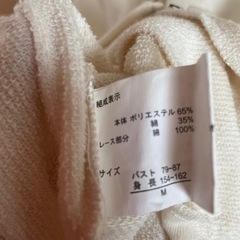 組成表示
本体 ポリエステル 65%
綿 35%
レース部分 綿 100%
サイズ バスト 79-87
身長 154-162
M